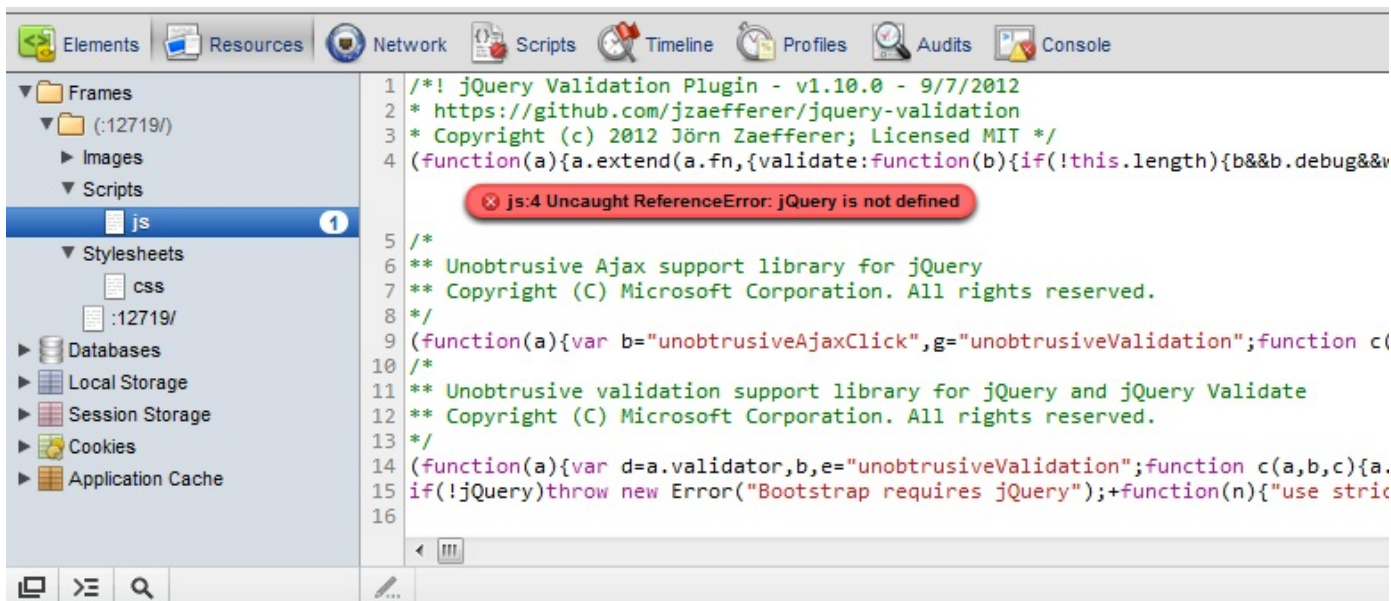 Elements Resources Network Scripts Timeline Profiles Audits Console
Frames
(:12719/)
Images
Scripts
js 1
Stylesheets
css
:12719/
Databases
Local Storage
Session Storage
Cookies
Application Cache
1 /*! jQuery Validation Plugin - v1.10.0 - 9/7/2012
2 * https://github.com/jzaefferer/jquery-validation
3 * Copyright (c) 2012 Jörn Zaefferer; Licensed MIT */
4 (function(a){a.extend(a.fn,{validate:function(b){if(!this.length){b&&b.debug&&w
js:4 Uncaught ReferenceError: jQuery is not defined
5 /*
6 ** Unobtrusive Ajax support library for jQuery
7 ** Copyright (C) Microsoft Corporation. All rights reserved.
8 */
9 (function(a){var b="unobtrusiveAjaxClick",g="unobtrusiveValidation";function c(
10 /*
11 ** Unobtrusive validation support library for jQuery and jQuery Validate
12 ** Copyright (C) Microsoft Corporation. All rights reserved.
13 */
14 (function(a){var d=a.validator,b,e="unobtrusiveValidation";function c(a,b,c){a.
15 if(!jQuery)throw new Error("Bootstrap requires jQuery");+function(n){"use stric
16